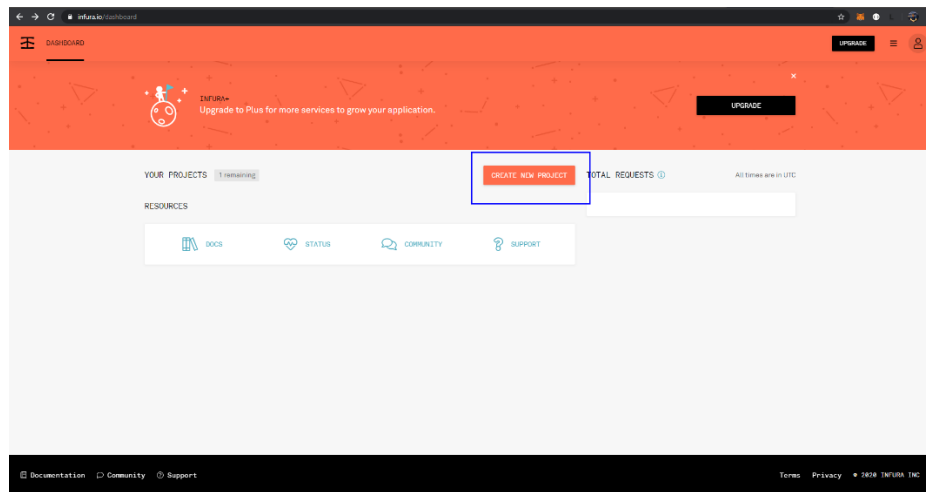 infura.io/dashboard
DASHBOARD
UPGRADE
INFURA+
Upgrade to Plus for more services to grow your application.
UPGRADE
YOUR PROJECTS 1 remaining
CREATE NEW PROJECT
TOTAL REQUESTS
All times are in UTC
RESOURCES
DOCS
STATUS
COMMUNITY
SUPPORT
Documentation Community Support
Terms Privacy © 2020 INFURA INC